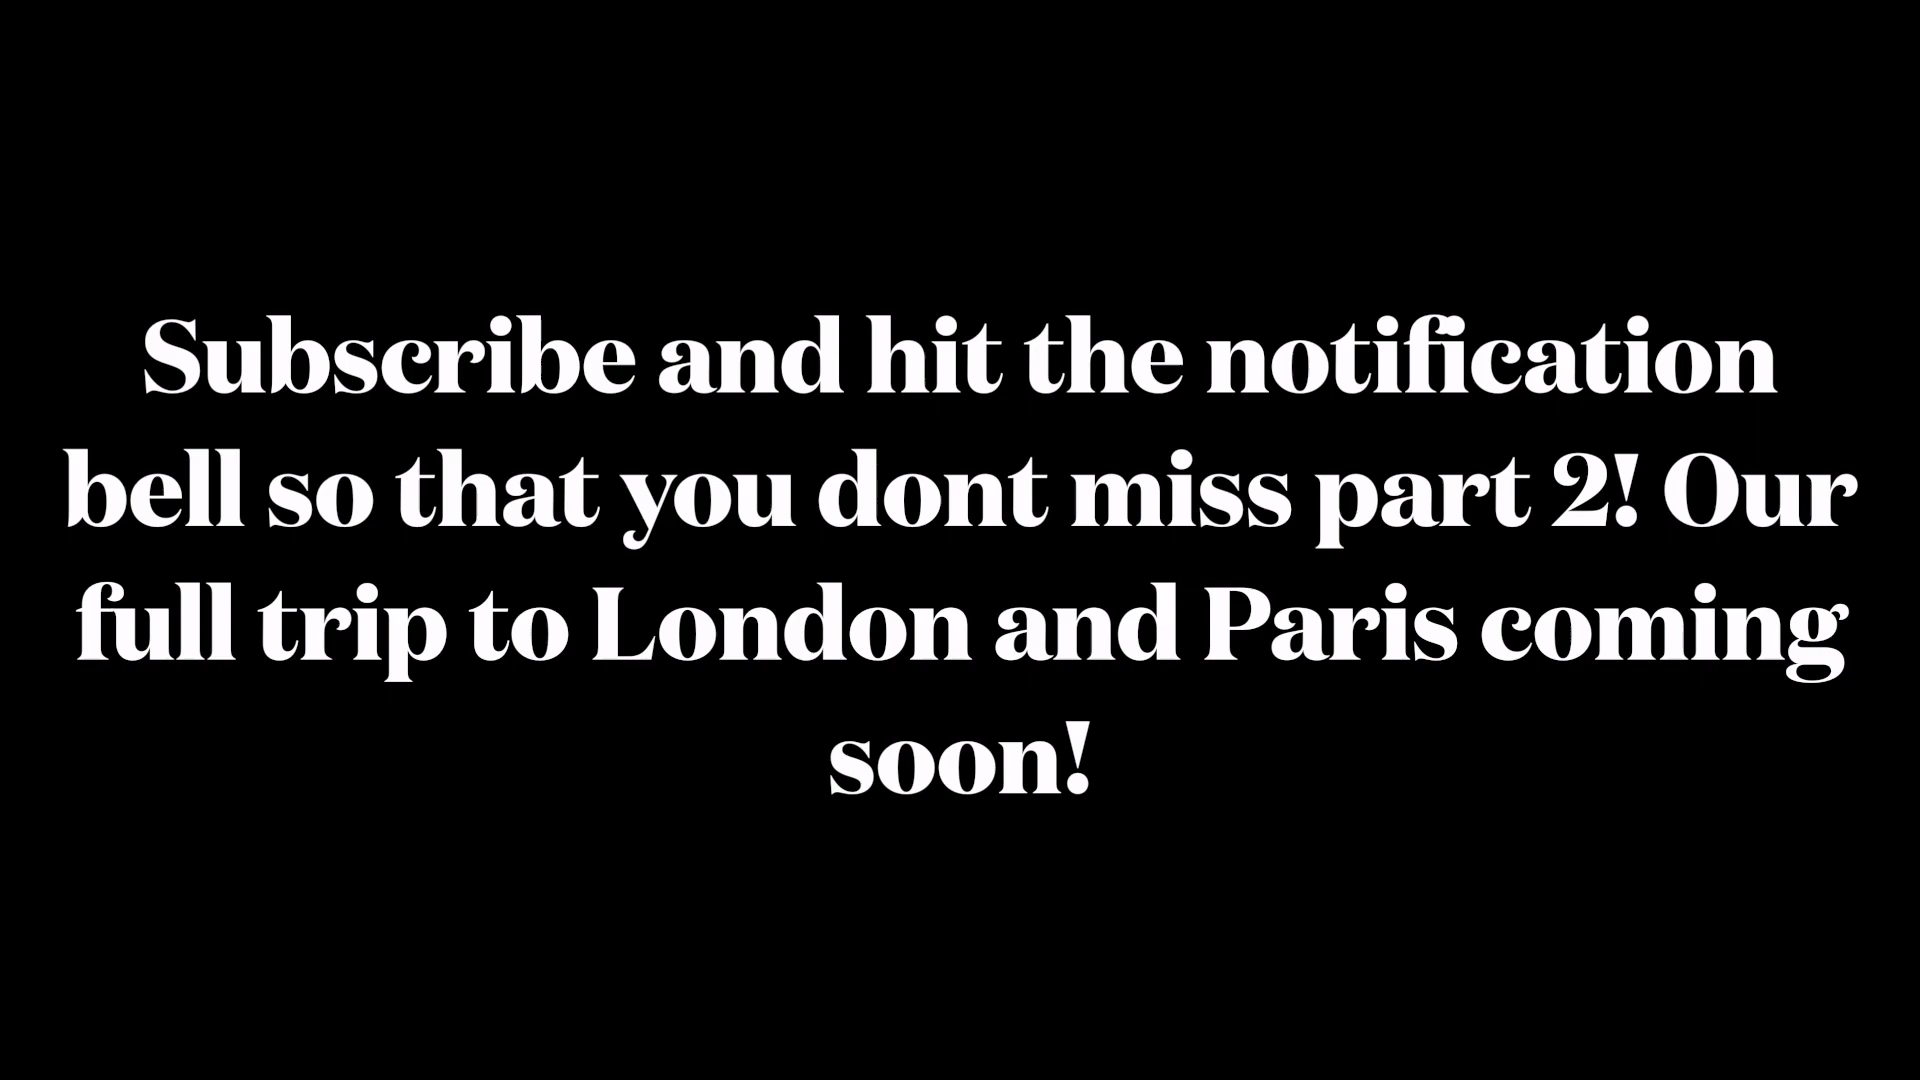 Subscribe and hit the notification
bell so that you dont miss part 2! Our
full trip to London and Paris coming
soon!